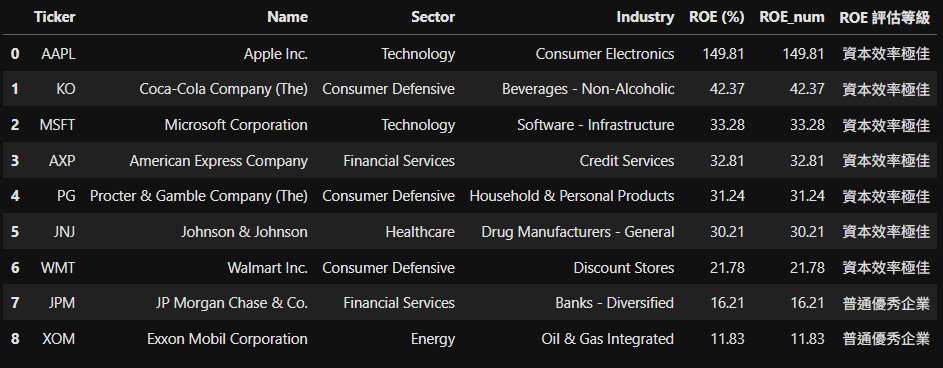 Ticker Name Sector Industry ROE (%) ROE_num ROE 評估等級
0 AAPL Apple Inc. Technology Consumer Electronics 149.81 149.81 資本效率極佳
1 KO Coca-Cola Company (The) Consumer Defensive Beverages - Non-Alcoholic 42.37 42.37 資本效率極佳
2 MSFT Microsoft Corporation Technology Software - Infrastructure 33.28 33.28 資本效率極佳
3 AXP American Express Company Financial Services Credit Services 32.81 32.81 資本效率極佳
4 PG Procter & Gamble Company (The) Consumer Defensive Household & Personal Products 31.24 31.24 資本效率極佳
5 JNJ Johnson & Johnson Healthcare Drug Manufacturers - General 30.21 30.21 資本效率極佳
6 WMT Walmart Inc. Consumer Defensive Discount Stores 21.78 21.78 資本效率極佳
7 JPM JP Morgan Chase & Co. Financial Services Banks - Diversified 16.21 16.21 普通優秀企業
8 XOM Exxon Mobil Corporation Energy Oil & Gas Integrated 11.83 11.83 普通優秀企業